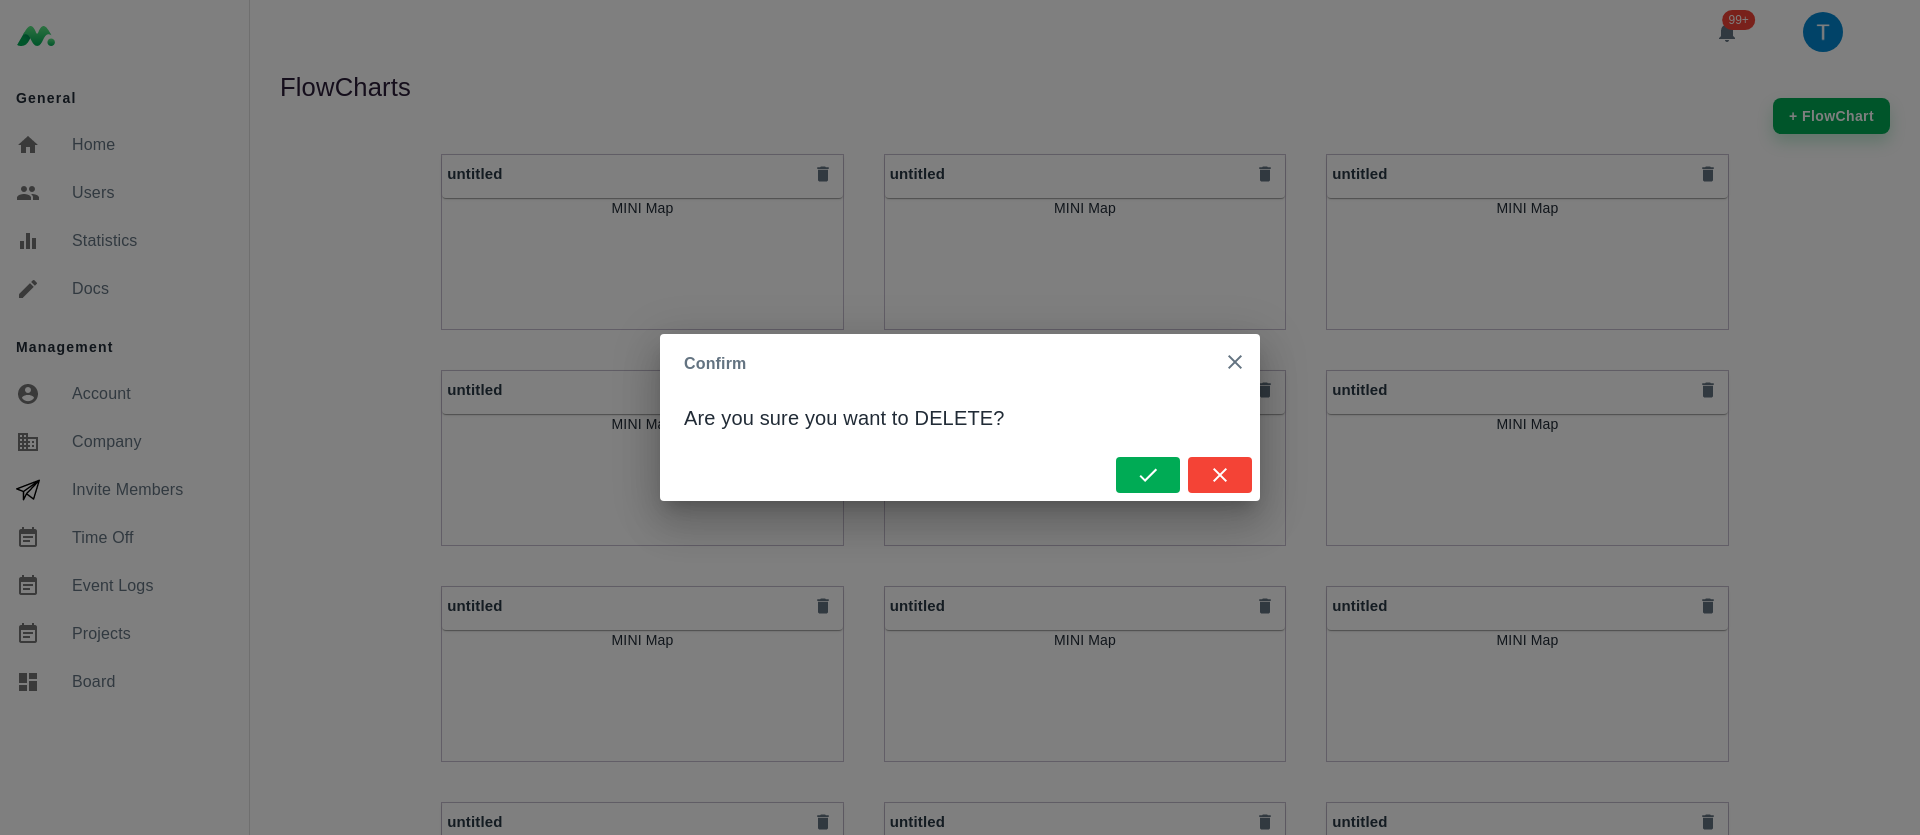 99+
T
FlowCharts
+ FlowChart
General
Home
Users
Statistics
Docs
Management
Account
Company
Invite Members
Time Off
Event Logs
Projects
Board
untitled
MINI Map
untitled
MINI Map
untitled
MINI Map
untitled
MINI Ma
untitled
MINI Map
Confirm
Are you sure you want to DELETE?
untitled
MINI Map
untitled
MINI Map
untitled
MINI Map
untitled
untitled
untitled